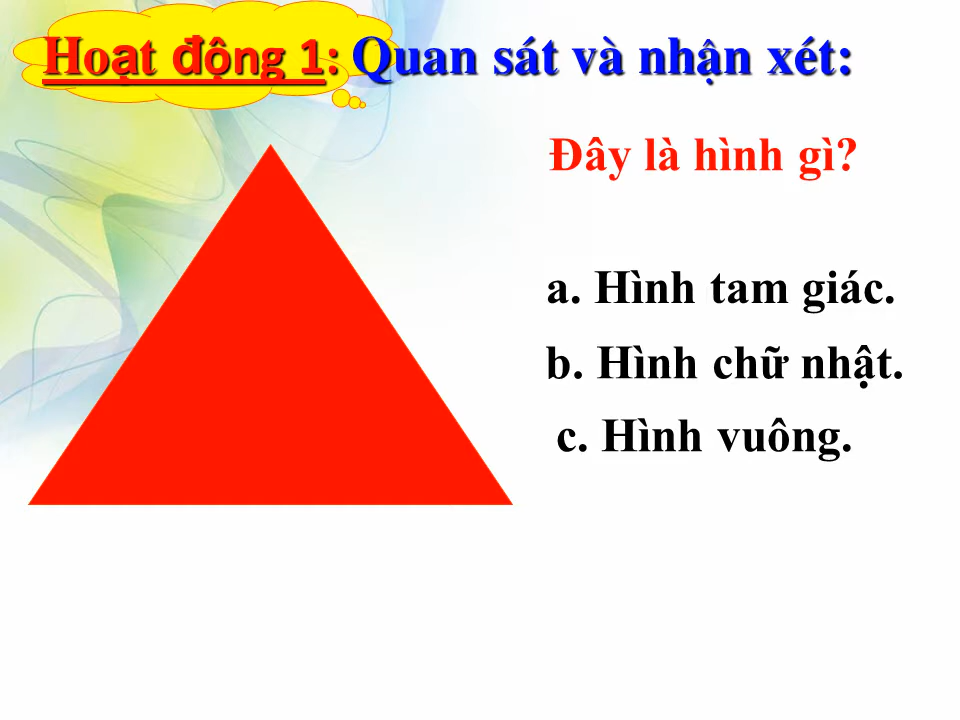 Hoạt động 1: Quan sát và nhận xét:
Đây là hình gì?
a. Hình tam giác.
b. Hình chữ nhật.
c. Hình vuông.